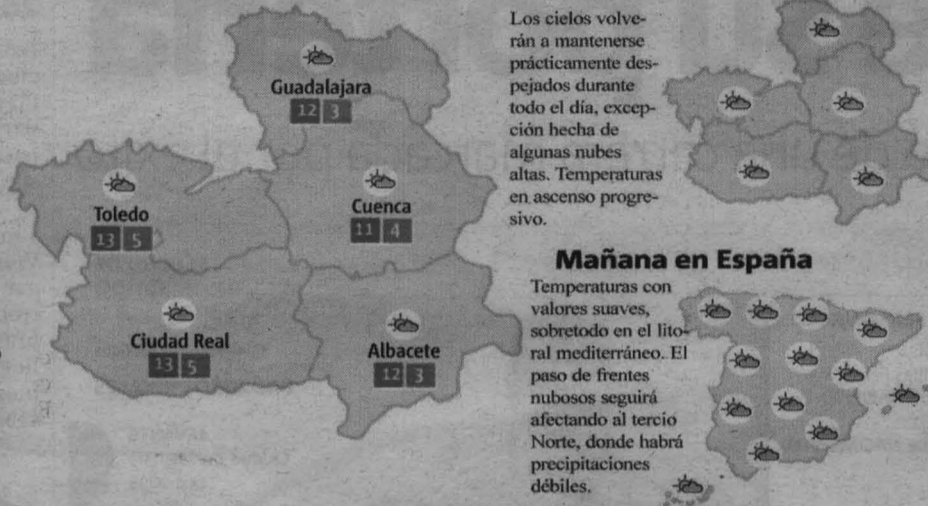 Guadalajara
12 3
Toledo
13 5
Cuenca
11 4
Ciudad Real
13 5
Albacete
12 3
Los cielos volve-
rán a mantenerse
prácticamente des-
pejados durante
todo el día, excep-
ción hecha de
algunas nubes
altas. Temperaturas
en ascenso progre-
sivo.
Mañana en España
Temperaturas con
valores suaves,
sobretodo en el lito-
ral mediterráneo. El
paso de frentes
nubosos seguirá
afectando al tercio
Norte, donde habrá
precipitaciones
débiles.